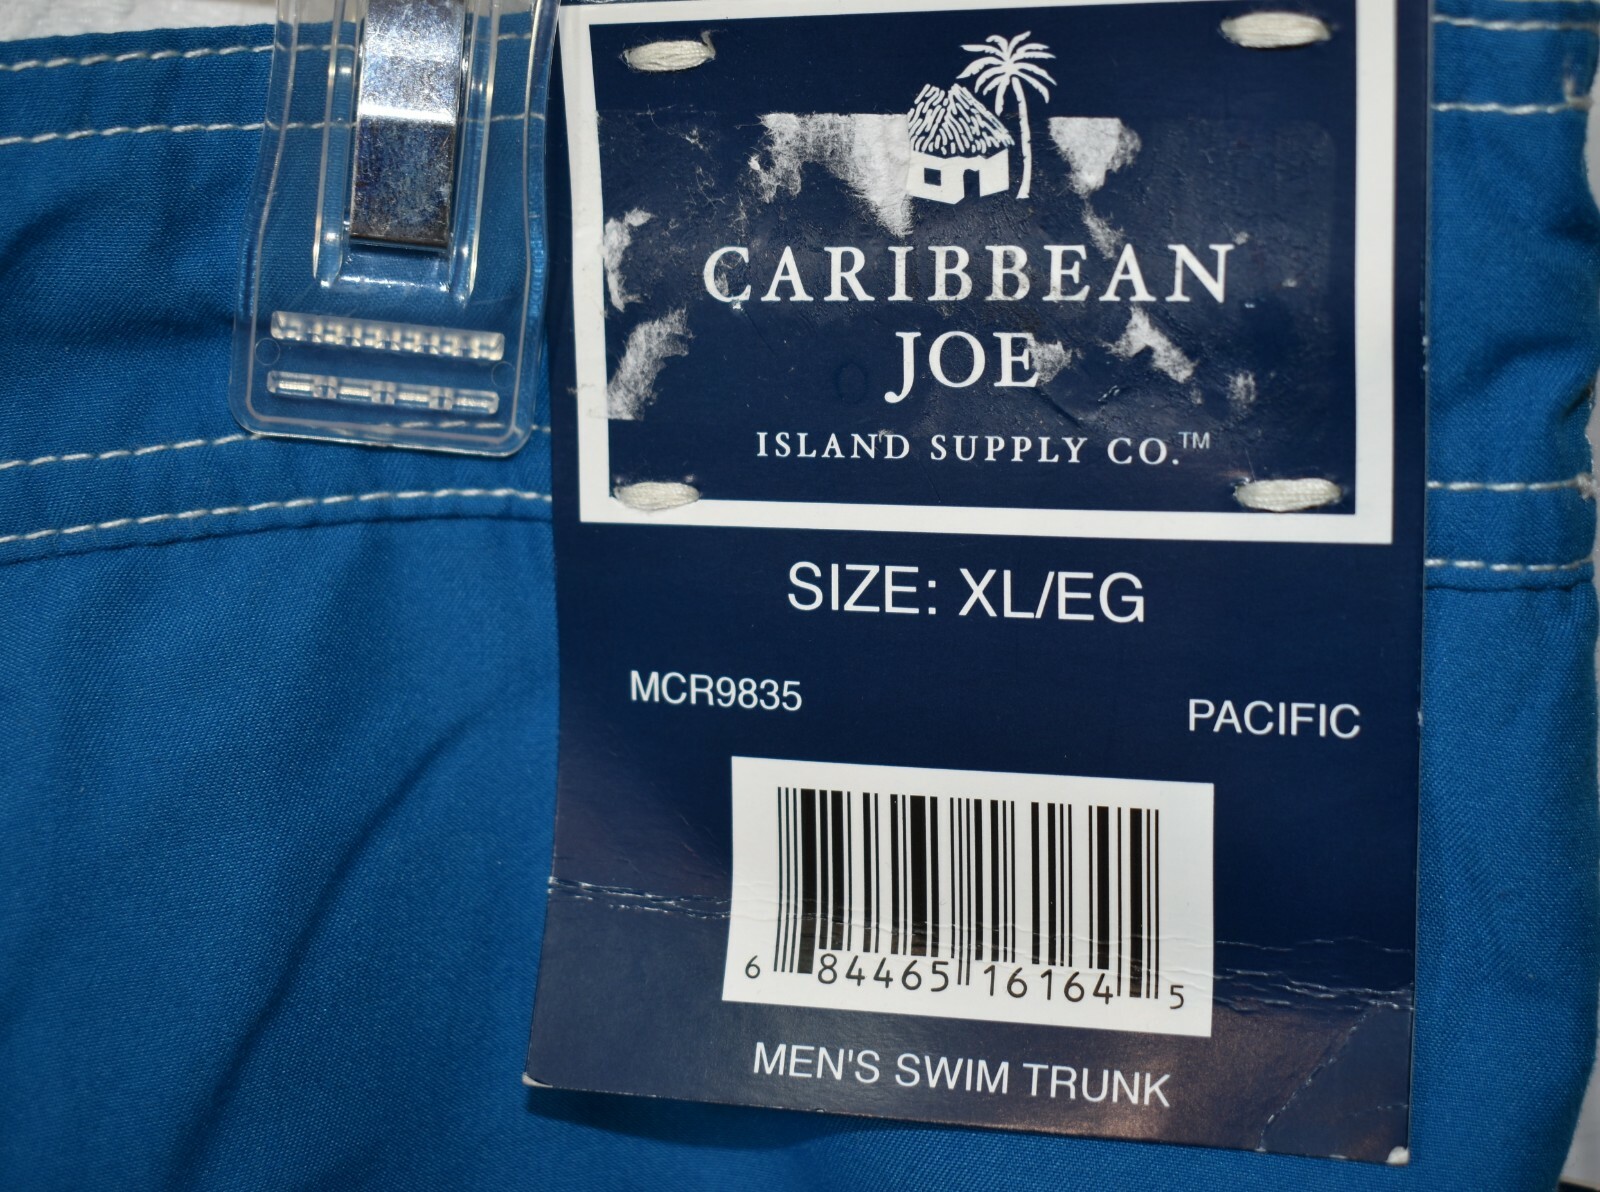 CARIBBEAN
JOE
ISLAND SUPPLY CO.™
SIZE: XL/EG
MCR9835
PACIFIC
6 84465 16164 5
MEN'S SWIM TRUNK